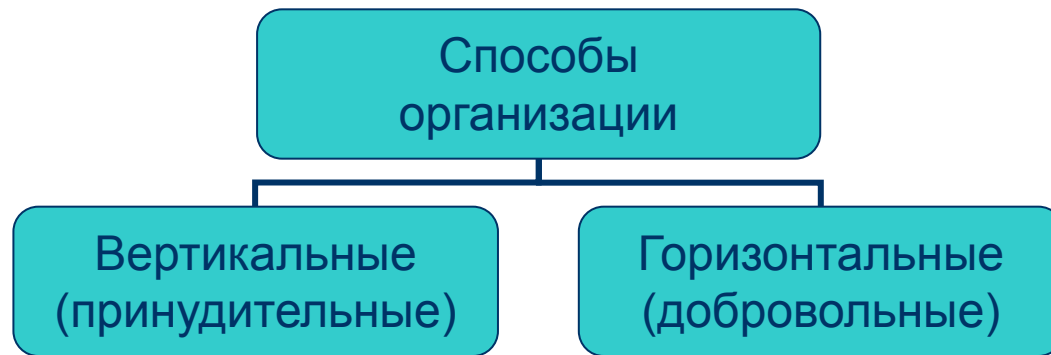 Способы
организации
Вертикальные
(принудительные)
Горизонтальные
(добровольные)